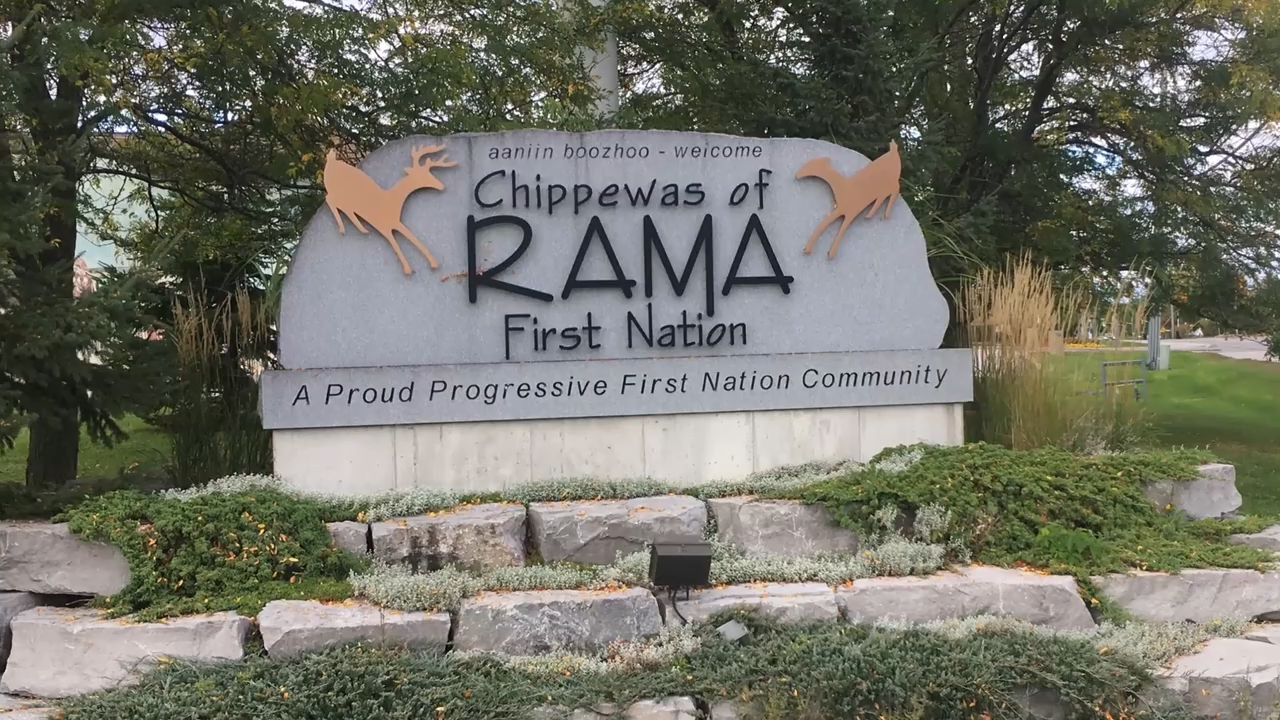 aaniin boozhoo - welcome
Chippewas of
RAMA
First Nation
A Proud Progressive First Nation Community